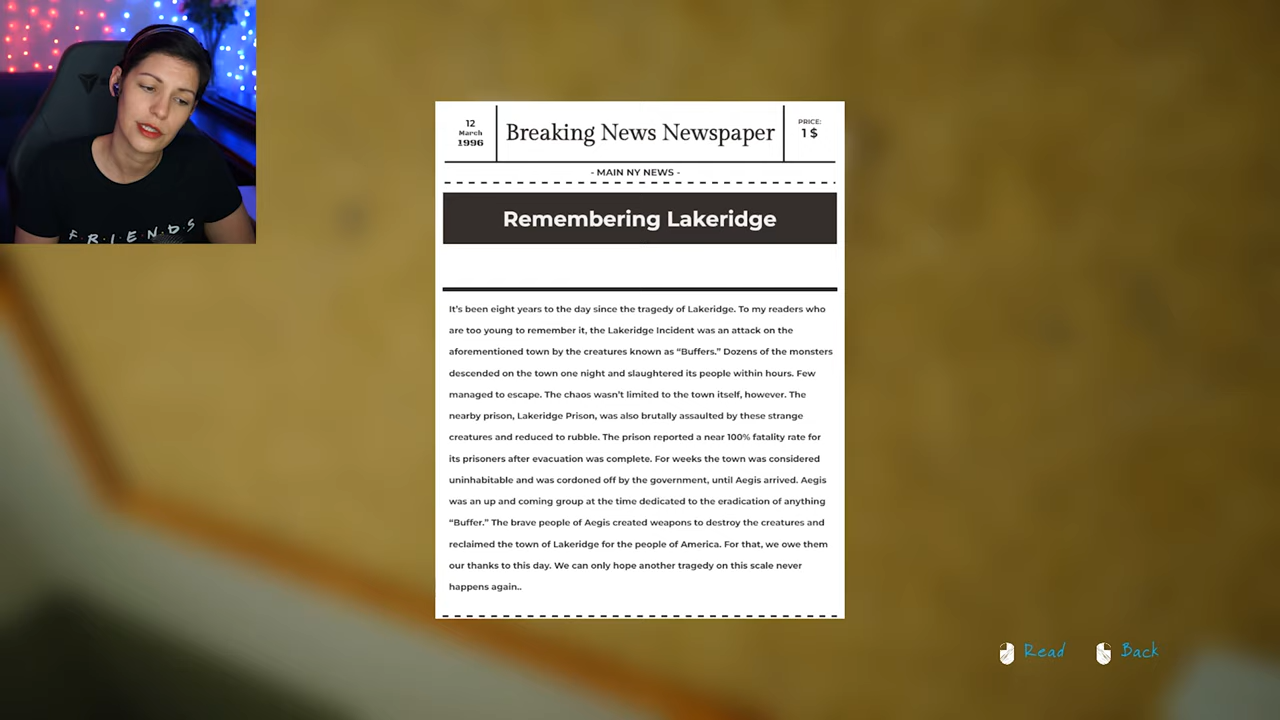 F·R·I·E·N·D·S
12
March
1996
Breaking News Newspaper
PRICE:
1 $
- MAIN NY NEWS -
Remembering Lakeridge
It's been eight years to the day since the tragedy of Lakeridge. To my readers who
are too young to remember it, the Lakeridge Incident was an attack on the
aforementioned town by the creatures known as “Buffers.” Dozens of the monsters
descended on the town one night and slaughtered its people within hours. Few
managed to escape. The chaos wasn't limited to the town itself, however. The
nearby prison, Lakeridge Prison, was also brutally assaulted by these strange
creatures and reduced to rubble. The prison reported a near 100% fatality rate for
its prisoners after evacuation was complete. For weeks the town was considered
uninhabitable and was cordoned off by the government, until Aegis arrived. Aegis
was an up and coming group at the time dedicated to the eradication of anything
“Buffer.” The brave people of Aegis created weapons to destroy the creatures and
reclaimed the town of Lakeridge for the people of America. For that, we owe them
our thanks to this day. We can only hope another tragedy on this scale never
happens again..
Read
Back